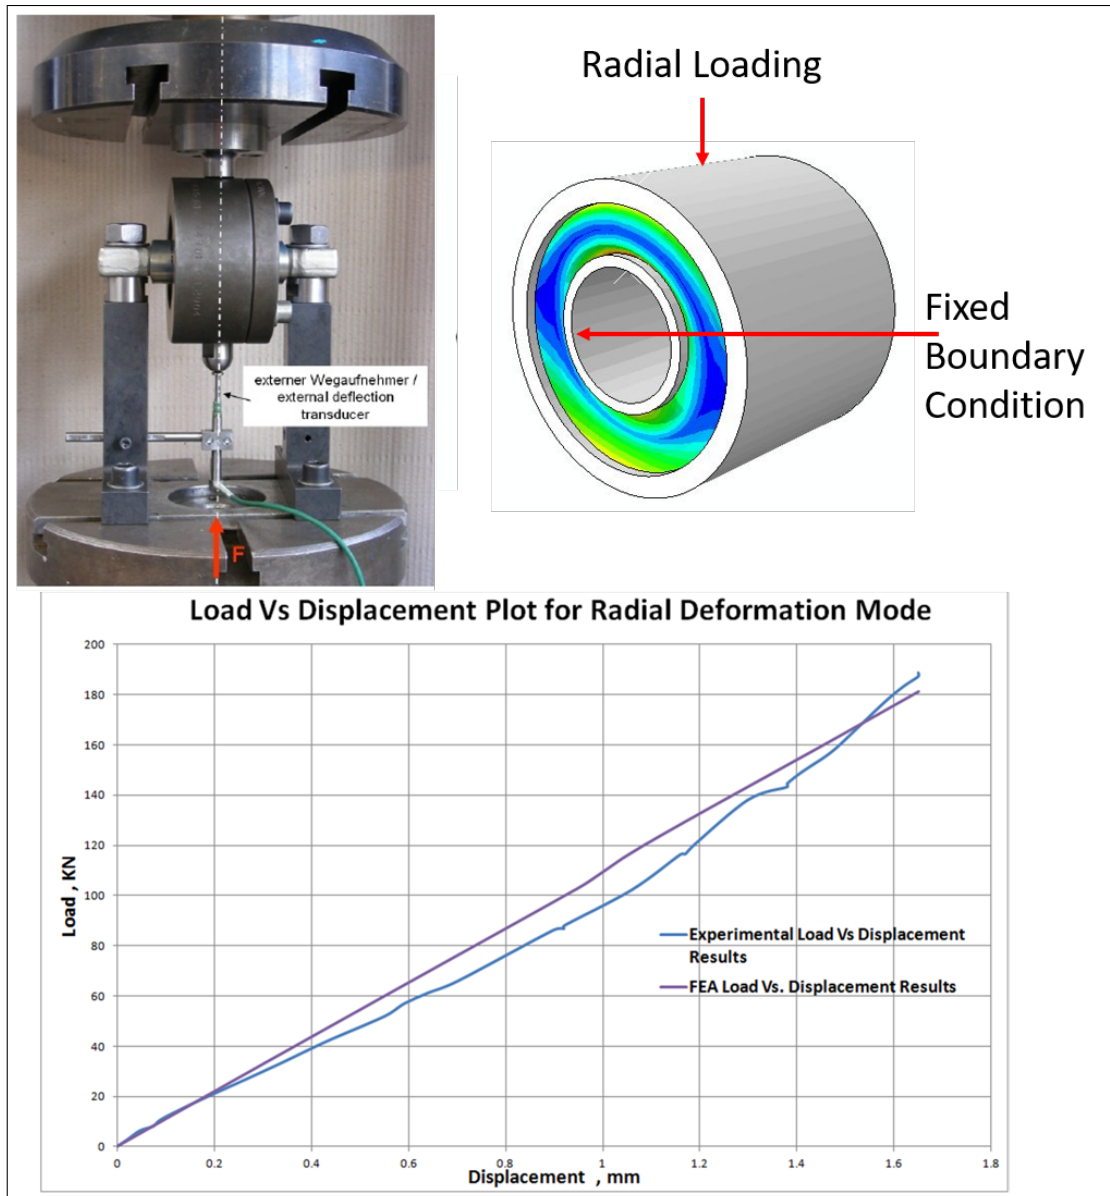 Radial Loading
Fixed
Boundary
Condition
externer Wegaufnehmer /
external deflection
transducer
F
Load Vs Displacement Plot for Radial Deformation Mode
200
180
160
140
120
100
80
60
40
20
0
Load , KN
Experimental Load Vs Displacement
Results
FEA Load Vs. Displacement Results
0 0.2 0.4 0.6 0.8 1 1.2 1.4 1.6 1.8
Displacement , mm